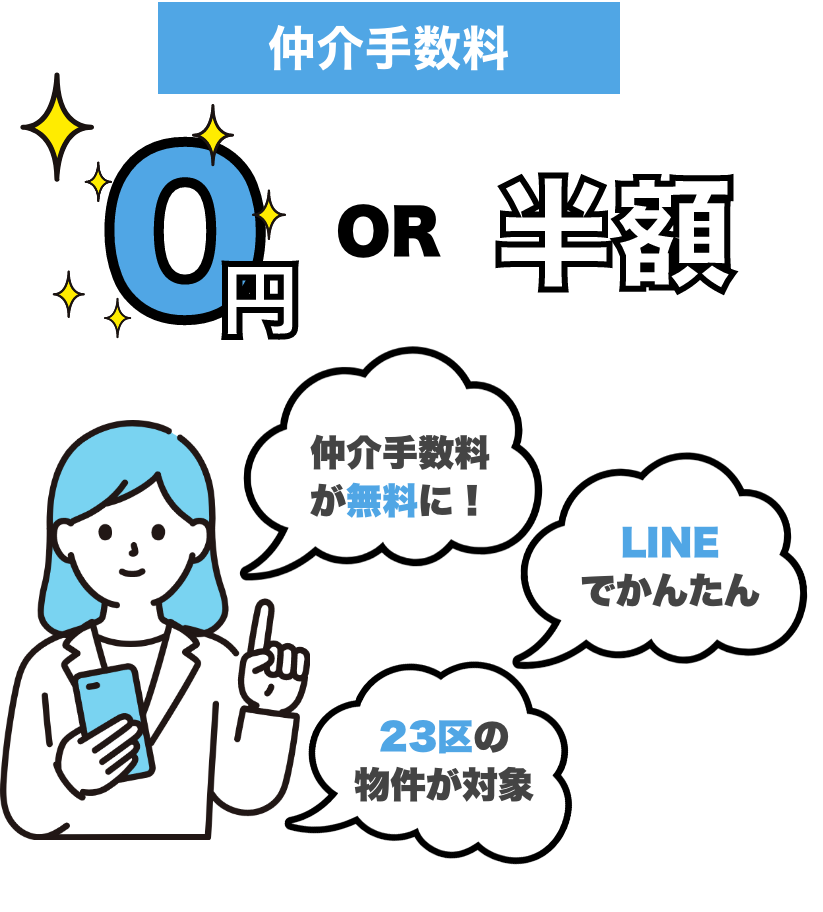 仲介手数料
0円 OR 半額
仲介手数料
が無料に！
LINE
でかんたん
23区の
物件が対象